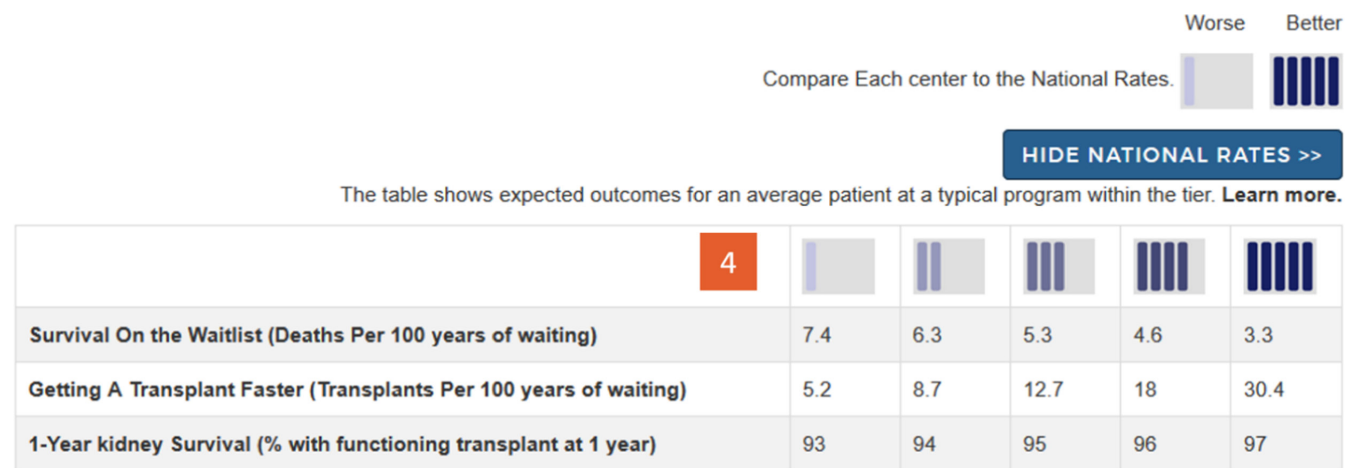 Worse Better
Compare Each center to the National Rates.
HIDE NATIONAL RATES >>
The table shows expected outcomes for an average patient at a typical program within the tier. Learn more.
4
Survival On the Waitlist (Deaths Per 100 years of waiting) 7.4 6.3 5.3 4.6 3.3
Getting A Transplant Faster (Transplants Per 100 years of waiting) 5.2 8.7 12.7 18 30.4
1-Year kidney Survival (% with functioning transplant at 1 year) 93 94 95 96 97